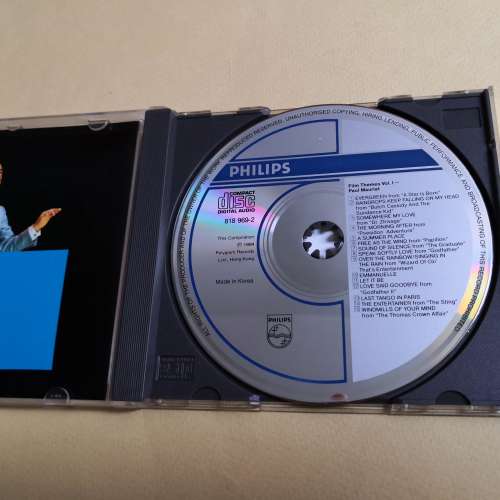 ALL RIGHTS OF THE PRODUCER AND OF THE OWNER OF THE WORK REPRODUCED RESERVED. UNAUTHORISED COPYING, HIRING, LENDING, PUBLIC PERFORMANCE AND BROADCASTING OF THIS RECORD PROHIBITED
PHILIPS
COMPACT
disc
DIGITAL AUDIO
818 969-2
This Compilation
℗ 1984
Polygram Records
Ltd., Hong Kong
Made in Korea
PHILIPS
Film Themes Vol. 1 —
Paul Mauriat
EVERGREEN from "A Star is Born"
RAINDROPS KEEP FALLING ON MY HEAD
from "Butch Cassidy And The
Sundance Kid"
SOMEWHERE MY LOVE
from "Dr. Zhivago"
THE MORNING AFTER from
"Poseidon Adventure"
A SUMMER PLACE
FREE AS THE WIND from "Papillon"
SOUND OF SILENCE from "The Graduate"
SPEAK SOFTLY LOVE from "Godfather"
OVER THE RAINBOW/SINGING IN
THE RAIN from "Wizard Of Oz/
That's Entertainment
EMMANUELLE
LET IT BE
LOVE SAID GOODBYE from
"Godfather II"
LAST TANGO IN PARIS
THE ENTERTAINER from "The Sting"
WINDMILLS OF YOUR MIND
from "The Thomas Crown Affair"